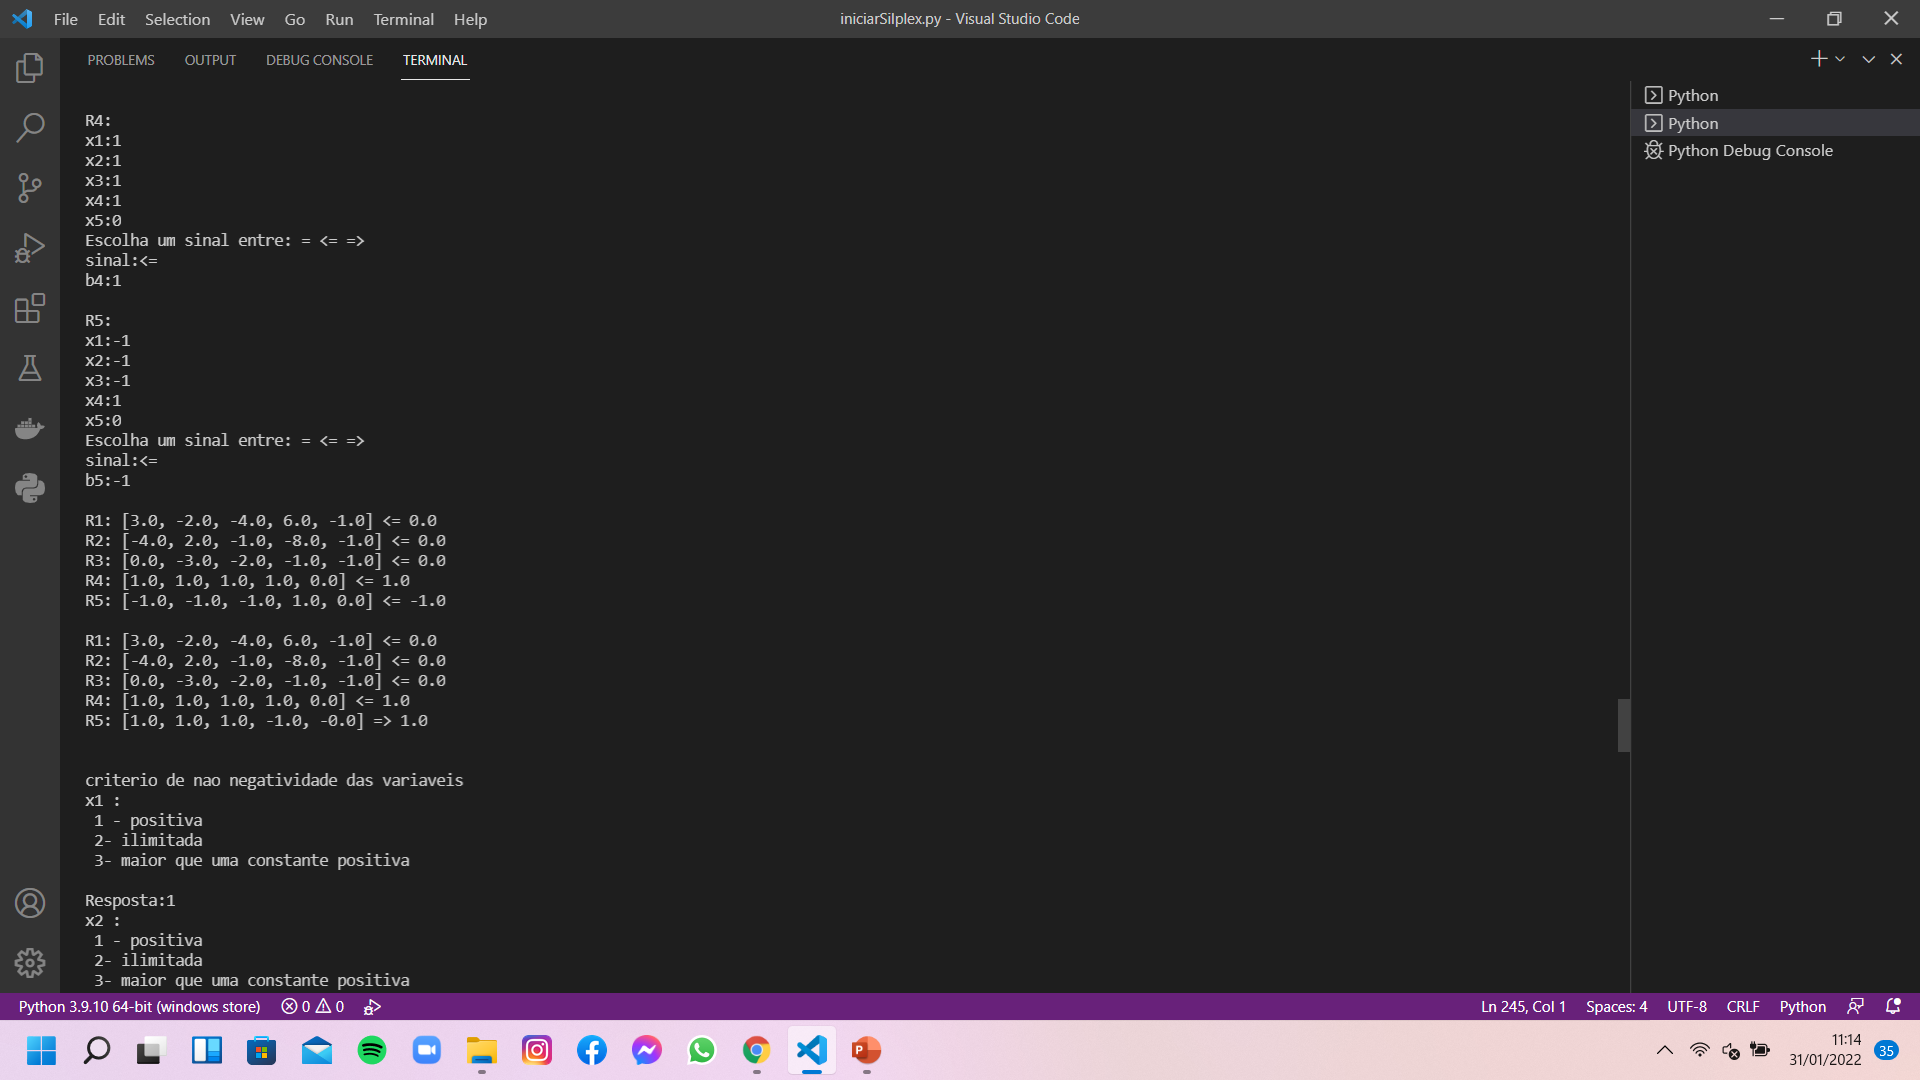 File Edit Selection View Go Run Terminal Help
iniciarSilplex.py - Visual Studio Code
PROBLEMS OUTPUT DEBUG CONSOLE TERMINAL
R4:
x1:1
x2:1
x3:1
x4:1
x5:0
Escolha um sinal entre: = <= =>
sinal:<=
b4:1
R5:
x1:-1
x2:-1
x3:-1
x4:1
x5:0
Escolha um sinal entre: = <= =>
sinal:<=
b5:-1
R1: [3.0, -2.0, -4.0, 6.0, -1.0] <= 0.0
R2: [-4.0, 2.0, -1.0, -8.0, -1.0] <= 0.0
R3: [0.0, -3.0, -2.0, -1.0, -1.0] <= 0.0
R4: [1.0, 1.0, 1.0, 1.0, 0.0] <= 1.0
R5: [-1.0, -1.0, -1.0, 1.0, 0.0] <= -1.0
R1: [3.0, -2.0, -4.0, 6.0, -1.0] <= 0.0
R2: [-4.0, 2.0, -1.0, -8.0, -1.0] <= 0.0
R3: [0.0, -3.0, -2.0, -1.0, -1.0] <= 0.0
R4: [1.0, 1.0, 1.0, 1.0, 0.0] <= 1.0
R5: [1.0, 1.0, 1.0, -1.0, -0.0] => 1.0
criterio de nao negatividade das variaveis
x1 :
1 - positiva
2- ilimitada
3- maior que uma constante positiva
Resposta:1
x2 :
1 - positiva
2- ilimitada
3- maior que uma constante positiva
Python
Python
Python Debug Console
Python 3.9.10 64-bit (windows store) 0 0
Ln 245, Col 1 Spaces: 4 UTF-8 CRLF Python
11:14
31/01/2022
35